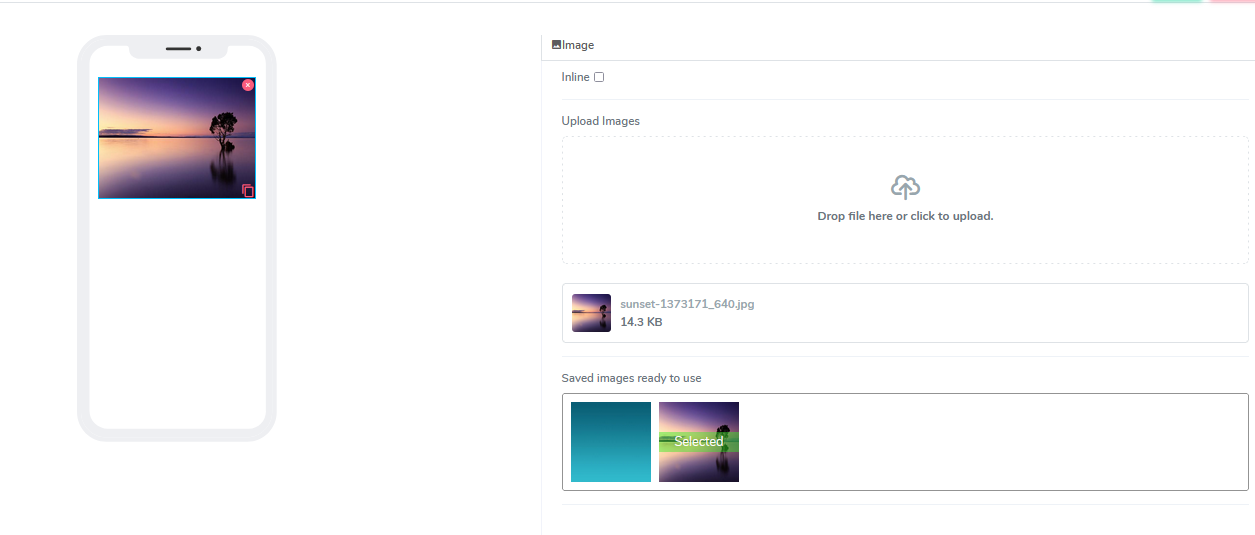 Image
Inline
Upload Images
Drop file here or click to upload.
sunset-1373171_640.jpg
14.3 KB
Saved images ready to use
Selected